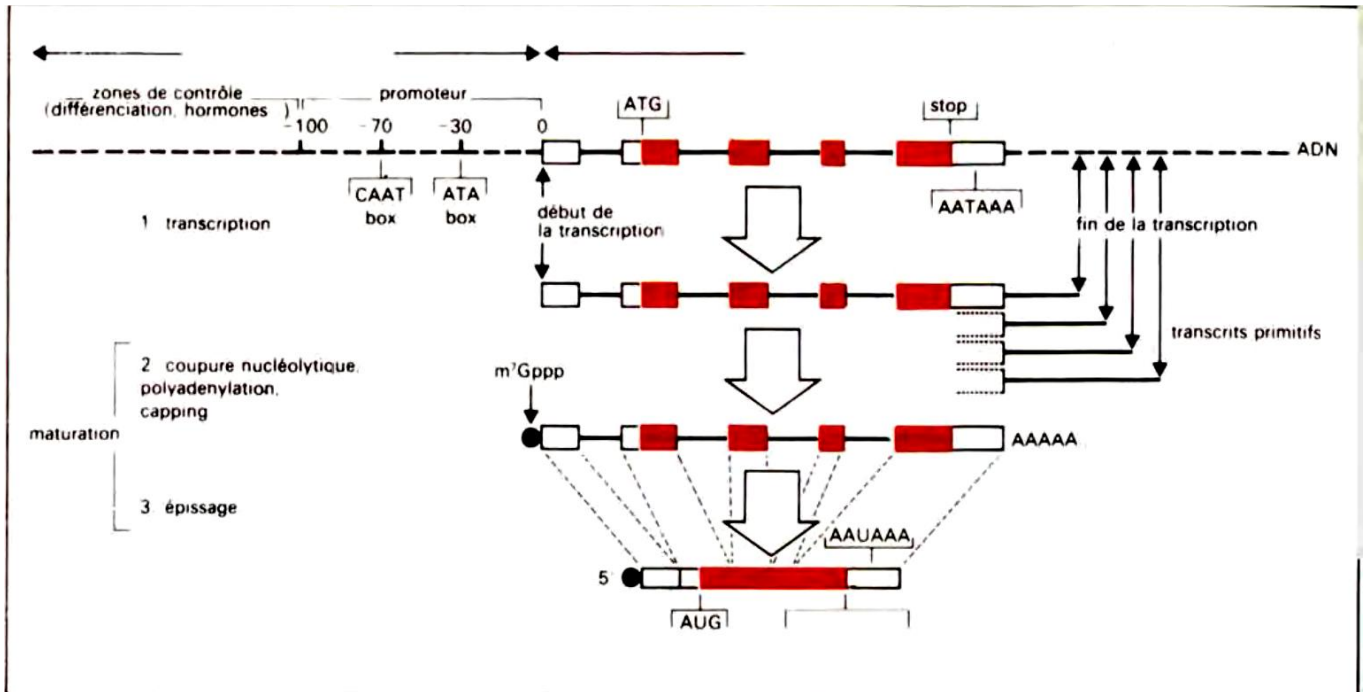 zones de contrôle
(différenciation, hormones )
promoteur
-100
-70
-30
0
ATG
stop
ADN
CAAT
box
ATA
box
AATAAA
1 transcription
début de
la transcription
fin de la transcription
transcrits primitifs
2 coupure nucléolytique,
polyadenylation,
capping
m⁷Gppp
maturation
AAAAA
3 épissage
AAUAAA
5'
AUG